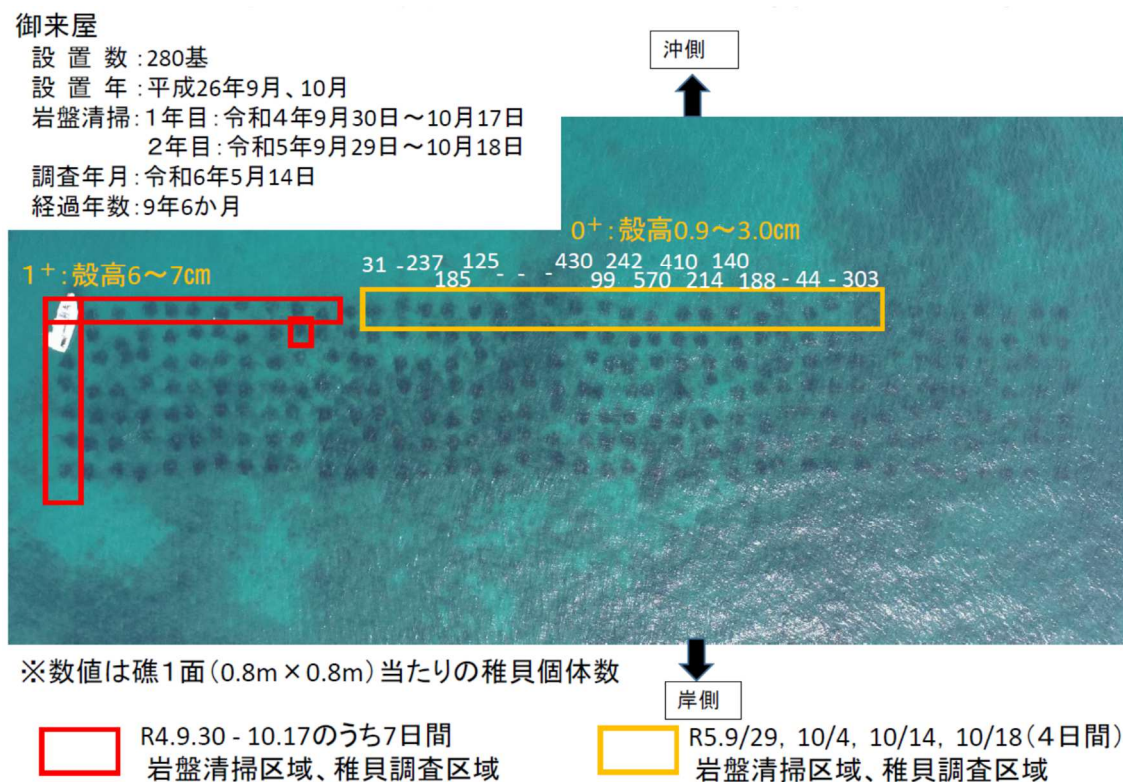 御来屋
設 置 数：280基
設 置 年：平成26年9月、10月
岩盤清掃：1年目：令和4年9月30日～10月17日
2年目：令和5年9月29日～10月18日
調査年月：令和6年5月14日
経過年数：9年6か月
沖側
0⁺：殻高0.9～3.0cm
1⁺：殻高6～7㎝
31 -237 125 - 430 242 410 140
185 - - 99 570 214 188 - 44 - 303
※数値は礁1面（0.8m×0.8m）当たりの稚貝個体数
岸側
R4.9.30 - 10.17のうち7日間
岩盤清掃区域、稚貝調査区域
R5.9/29, 10/4, 10/14, 10/18（4日間）
岩盤清掃区域、稚貝調査区域